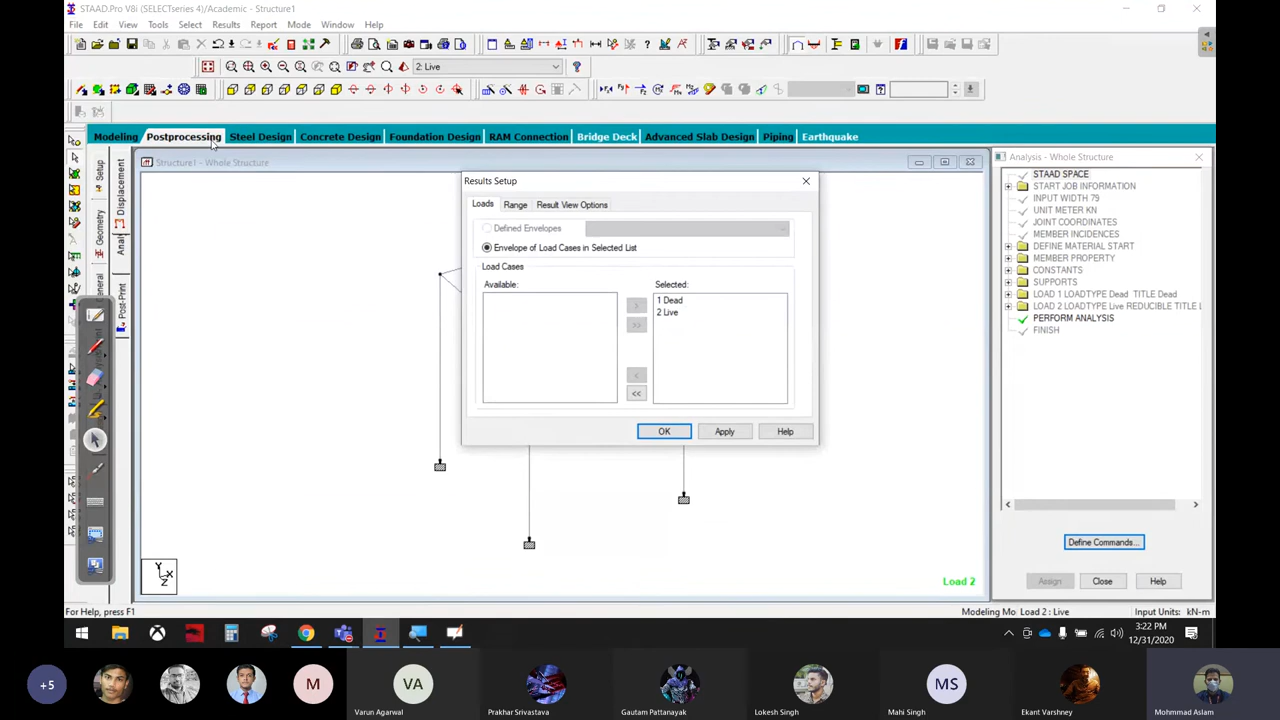 STAAD.Pro V8i (SELECTseries 4)/Academic - Structure1
File Edit View Tools Select Results Report Mode Window Help
2: Live
Modeling Postprocessing Steel Design Concrete Design Foundation Design RAM Connection Bridge Deck Advanced Slab Design Piping Earthquake
Structure1 - Whole Structure
Setup
Geometry
General
Displacement
Post-Print
Results Setup
Loads Range Result View Options
Defined Envelopes
Envelope of Load Cases in Selected List
Load Cases
Available: Selected:
1 Dead
2 Live
>
>>
<
<<
OK Apply Help
Y
X
Z
Load 2
Analysis - Whole Structure
STAAD SPACE
START JOB INFORMATION
INPUT WIDTH 79
UNIT METER KN
JOINT COORDINATES
MEMBER INCIDENCES
DEFINE MATERIAL START
MEMBER PROPERTY
CONSTANTS
SUPPORTS
LOAD 1 LOADTYPE Dead TITLE Dead
LOAD 2 LOADTYPE Live REDUCIBLE TITLE L
PERFORM ANALYSIS
FINISH
Define Commands...
Assign Close Help
For Help, press F1
Modeling Mo Load 2 : Live Input Units: kN-m
3:22 PM
12/31/2020
+5
M
VA
MS
Varun Agarwal Prakhar Srivastava Gautam Pattanayak Lokesh Singh Mahi Singh Ekant Varshney Mohmmad Aslam